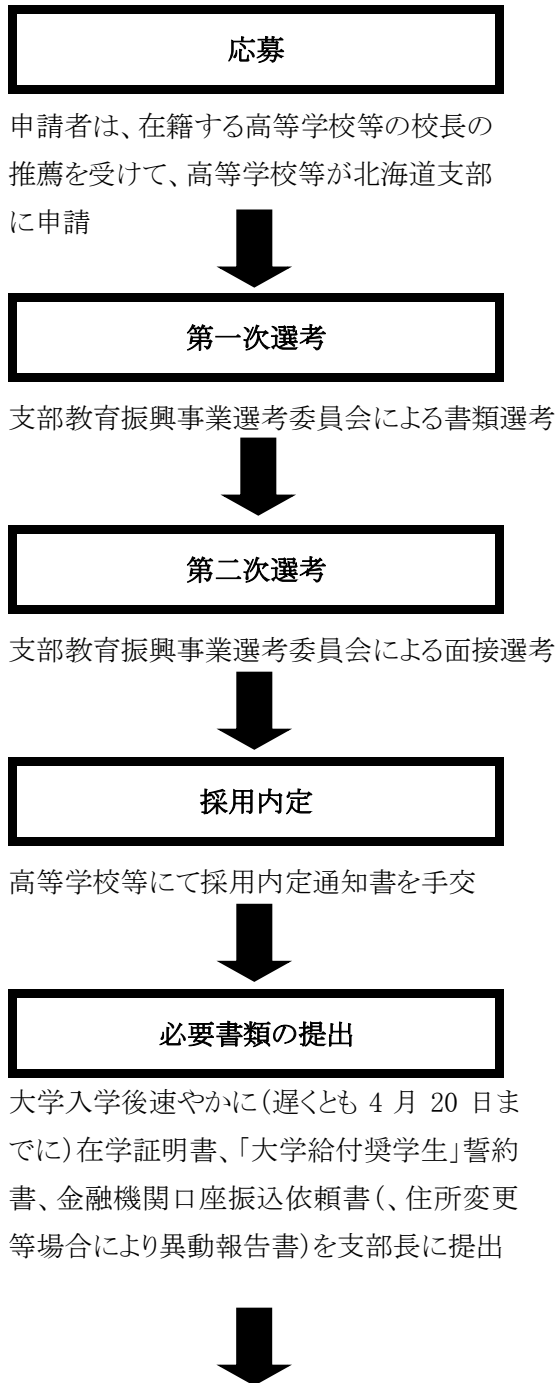 応募
申請者は、在籍する高等学校等の校長の
推薦を受けて、高等学校等が北海道支部
に申請
第一次選考
支部教育振興事業選考委員会による書類選考
第二次選考
支部教育振興事業選考委員会による面接選考
採用内定
高等学校等にて採用内定通知書を手交
必要書類の提出
大学入学後速やかに(遅くとも 4 月 20 日ま
でに)在学証明書、「大学給付奨学生」誓約
書、金融機関口座振込依頼書(、住所変更
等場合により異動報告書)を支部長に提出